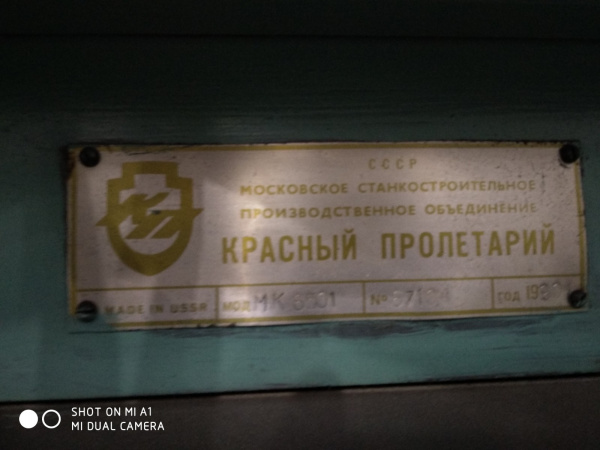 СССР
МОСКОВСКОЕ СТАНКОСТРОИТЕЛЬНОЕ
ПРОИЗВОДСТВЕННОЕ ОБЪЕДИНЕНИЕ
КРАСНЫЙ ПРОЛЕТАРИЙ
MADE IN USSR МОД МК № ГОД
SHOT ON MI A1
MI DUAL CAMERA